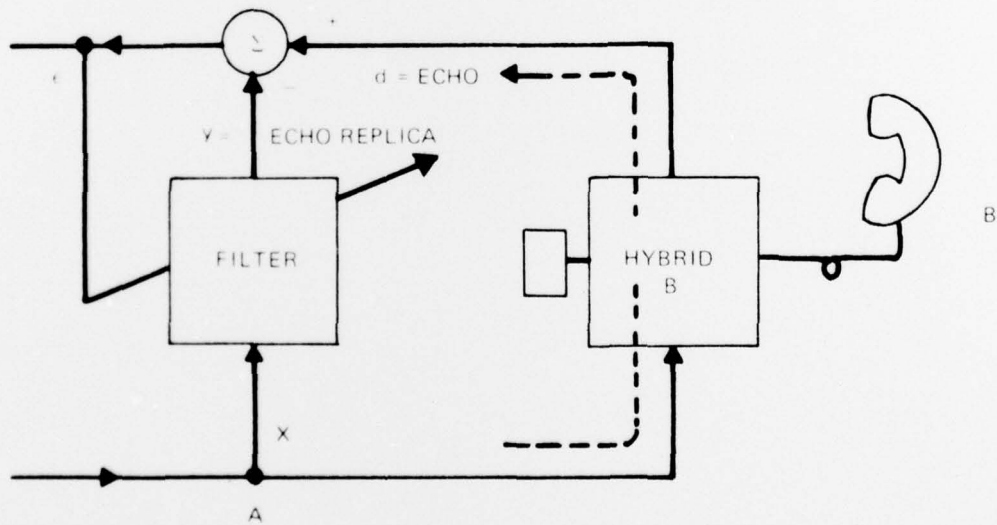 Σ
ε
d = ECHO
Y = ECHO REPLICA
FILTER
HYBRID
B
B
X
A